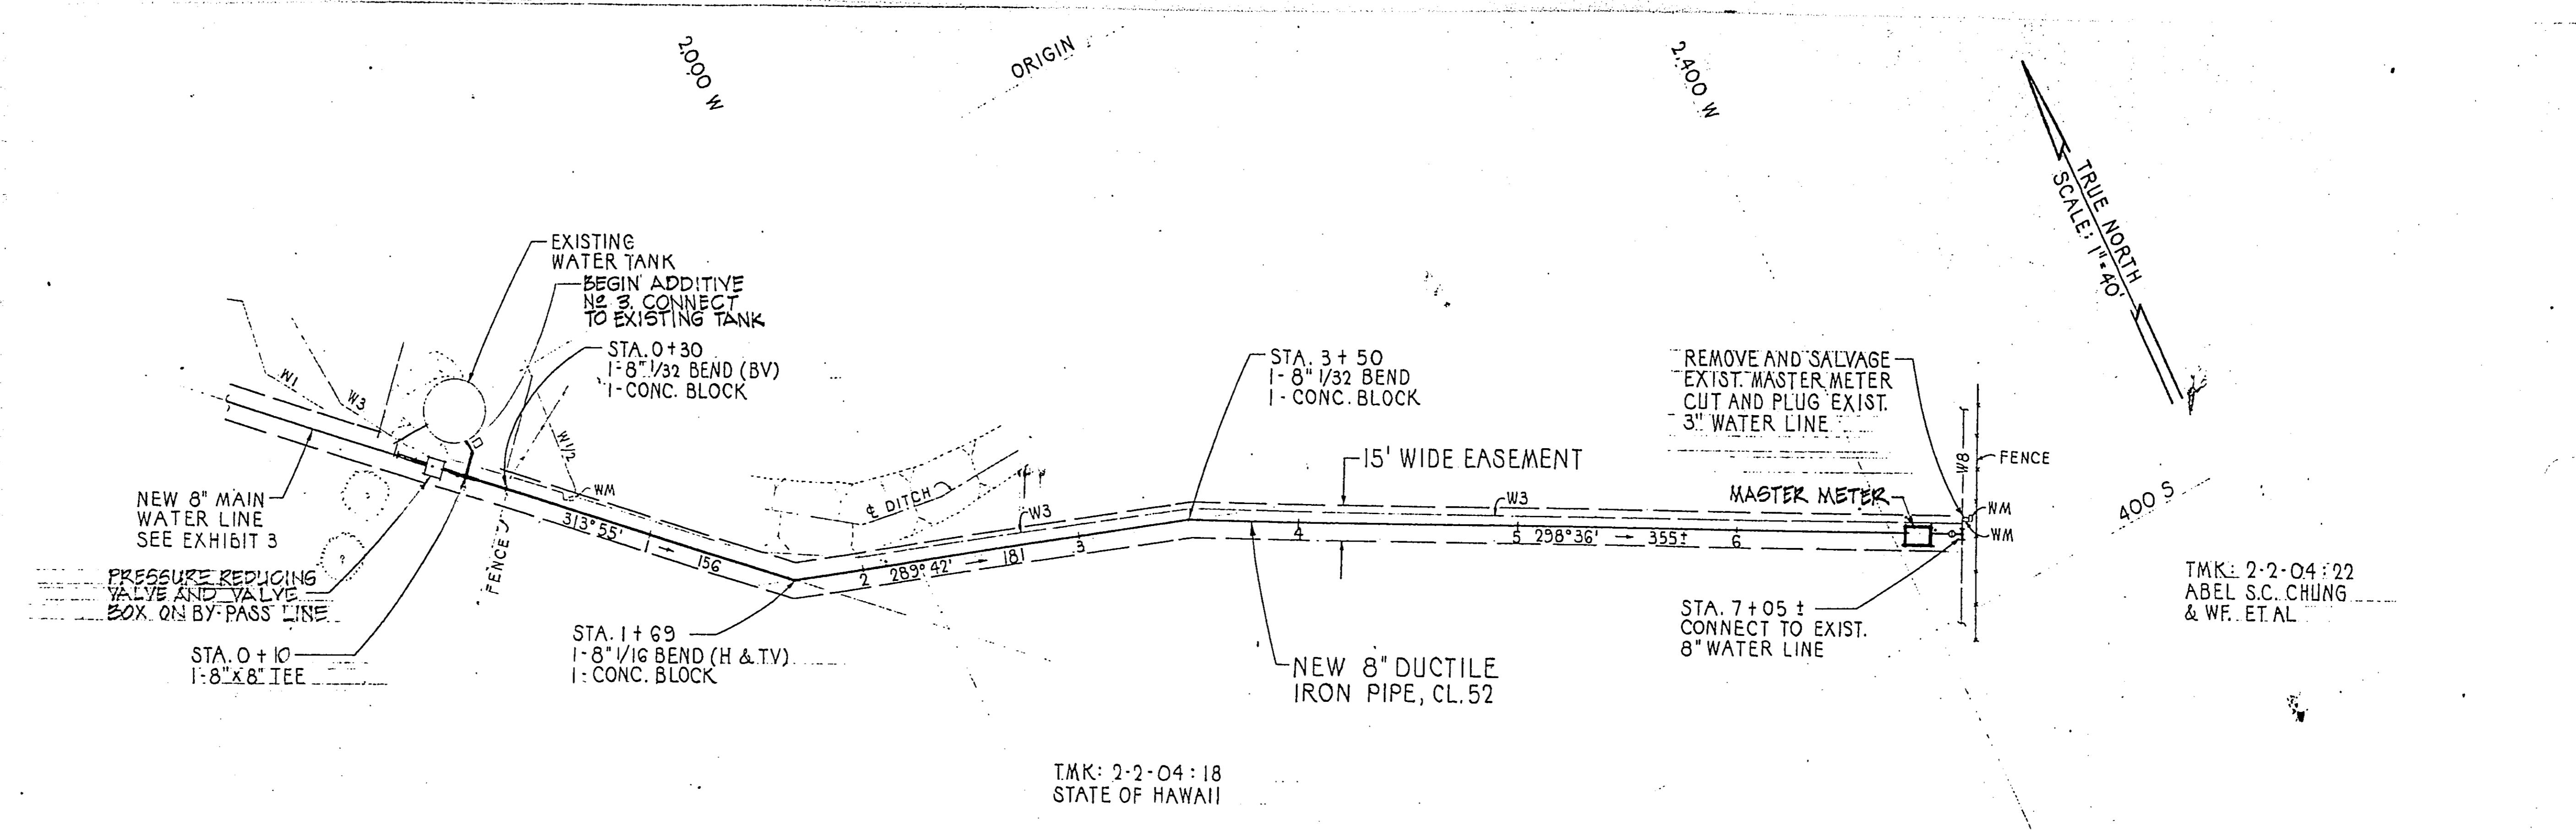 2,000 W
ORIGIN
2,400 W
TRUE NORTH
SCALE: 1"=40'
EXISTING
WATER TANK
BEGIN ADDITIVE
Nº 3. CONNECT
TO EXISTING TANK
STA. 0+30
1-8" 1/32 BEND (BV)
1-CONC. BLOCK
W1
W3
W1/2
WM
NEW 8" MAIN
WATER LINE
SEE EXHIBIT 3
PRESSURE REDUCING
VALVE AND VALVE
BOX ON BY-PASS LINE
STA. 0+10
1-8"X8" TEE
FENCE
313°55'
1
156
STA. 1+69
1-8" 1/16 BEND (H & TV)
1-CONC. BLOCK
℄ DITCH
W3
2
289°42'
181
3
STA. 3+50
1-8" 1/32 BEND
1-CONC. BLOCK
15' WIDE EASEMENT
W3
4
5
298°36'
355±
6
NEW 8" DUCTILE
IRON PIPE, CL.52
REMOVE AND SALVAGE
EXIST. MASTER METER
CUT AND PLUG EXIST.
3" WATER LINE
MASTER METER
W8
FENCE
WM
WM
STA. 7+05 ±
CONNECT TO EXIST.
8" WATER LINE
400 S
TMK: 2-2-04:22
ABEL S.C. CHUNG
& WF. ET AL
TMK: 2-2-04:18
STATE OF HAWAII